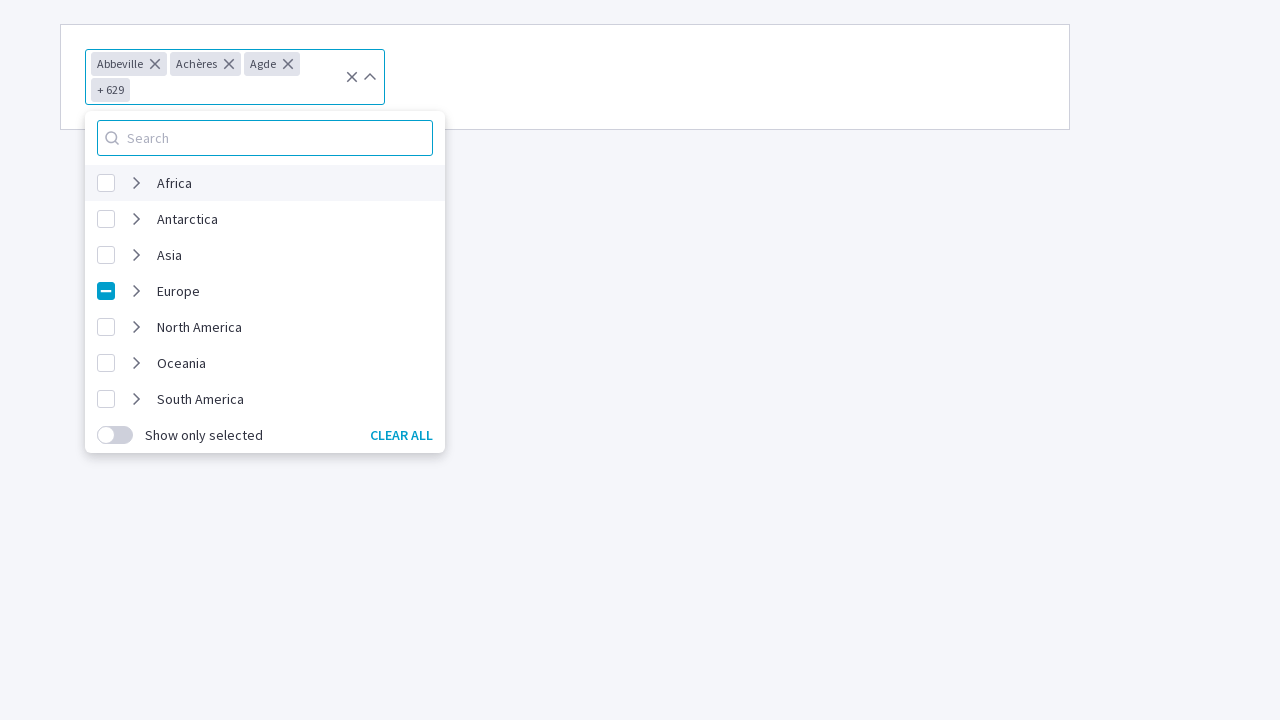 Abbeville Achères Agde
+ 629
Search
Africa
Antarctica
Asia
Europe
North America
Oceania
South America
Show only selected CLEAR ALL